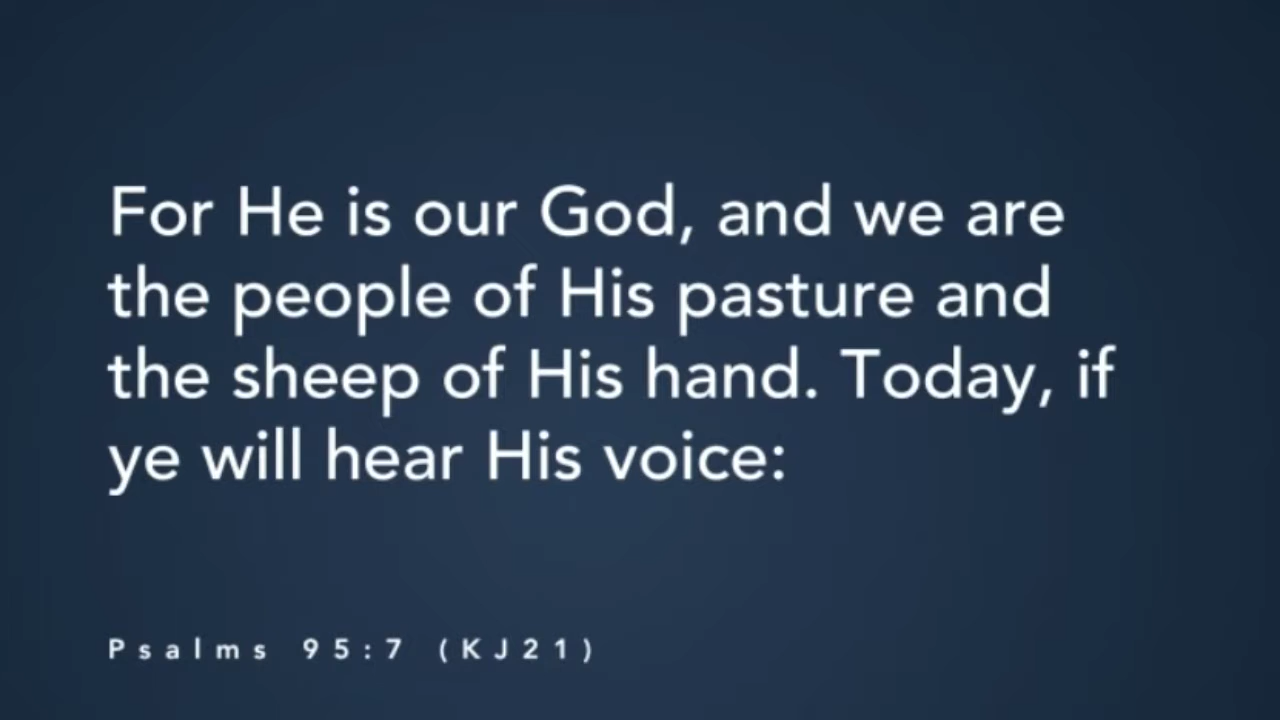 For He is our God, and we are
the people of His pasture and
the sheep of His hand. Today, if
ye will hear His voice:
Psalms 95:7 (KJ21)